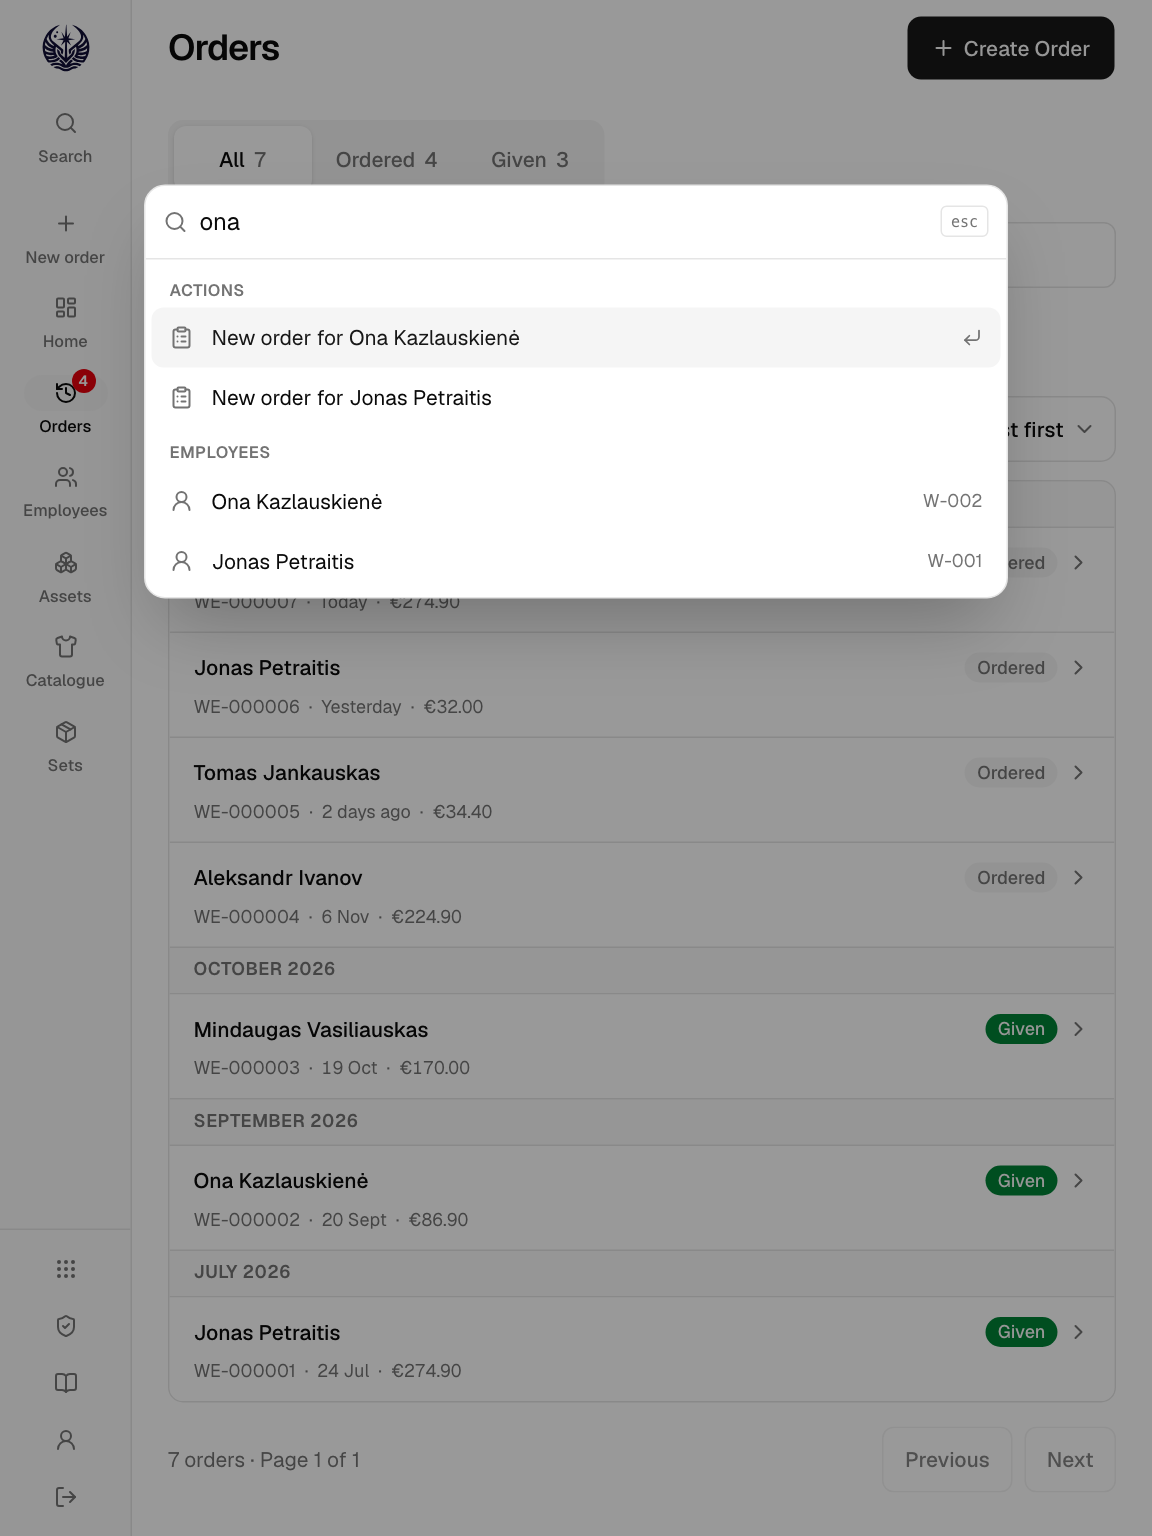 Orders
+ Create Order
Search
New order
Home
4
Orders
Employees
Assets
Catalogue
Sets
All 7
Ordered 4
Given 3
ona
esc
ACTIONS
New order for Ona Kazlauskienė
New order for Jonas Petraitis
EMPLOYEES
Ona Kazlauskienė W-002
Jonas Petraitis W-001
first
WE-000007 · Today · €274.90
Jonas Petraitis Ordered
WE-000006 · Yesterday · €32.00
Tomas Jankauskas Ordered
WE-000005 · 2 days ago · €34.40
Aleksandr Ivanov Ordered
WE-000004 · 6 Nov · €224.90
OCTOBER 2026
Mindaugas Vasiliauskas Given
WE-000003 · 19 Oct · €170.00
SEPTEMBER 2026
Ona Kazlauskienė Given
WE-000002 · 20 Sept · €86.90
JULY 2026
Jonas Petraitis Given
WE-000001 · 24 Jul · €274.90
7 orders · Page 1 of 1
Previous
Next